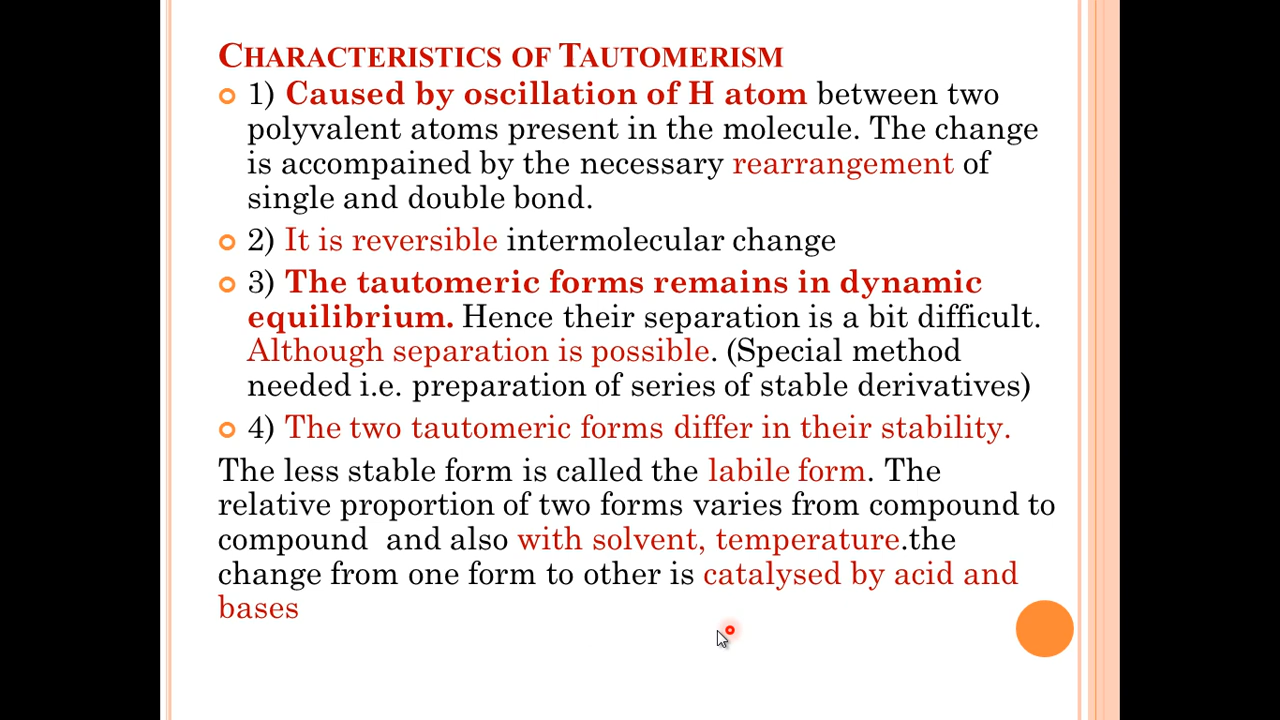 CHARACTERISTICS OF TAUTOMERISM
1) Caused by oscillation of H atom between two
polyvalent atoms present in the molecule. The change
is accompained by the necessary rearrangement of
single and double bond.
2) It is reversible intermolecular change
3) The tautomeric forms remains in dynamic
equilibrium. Hence their separation is a bit difficult.
Although separation is possible. (Special method
needed i.e. preparation of series of stable derivatives)
4) The two tautomeric forms differ in their stability.
The less stable form is called the labile form. The
relative proportion of two forms varies from compound to
compound  and also with solvent, temperature.the
change from one form to other is catalysed by acid and
bases